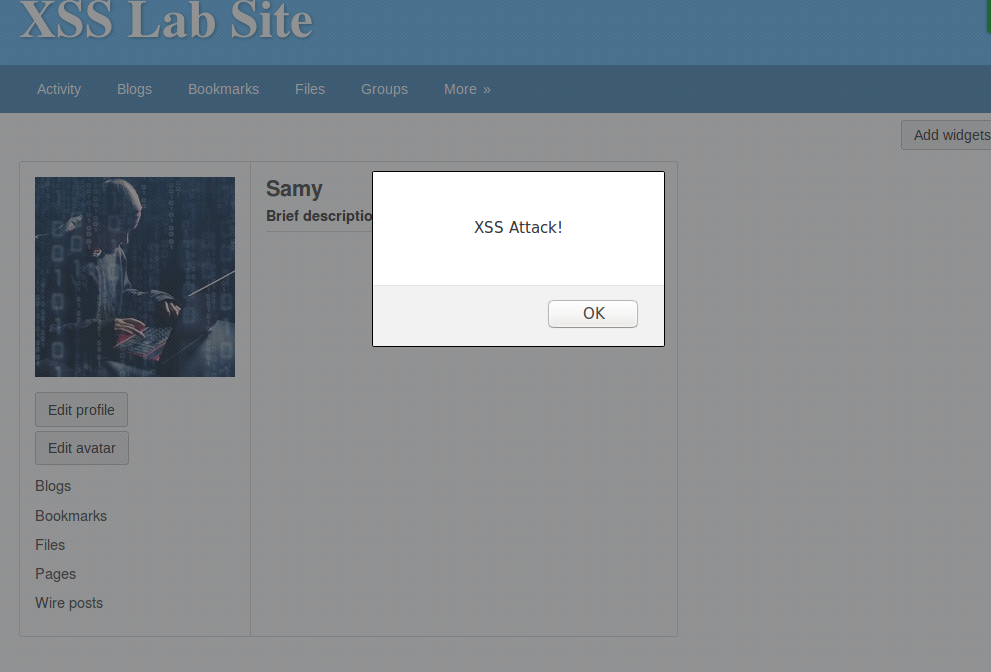 XSS Lab Site
Activity Blogs Bookmarks Files Groups More »
Add widgets
Samy
Brief descriptio
XSS Attack!
OK
Edit profile
Edit avatar
Blogs
Bookmarks
Files
Pages
Wire posts